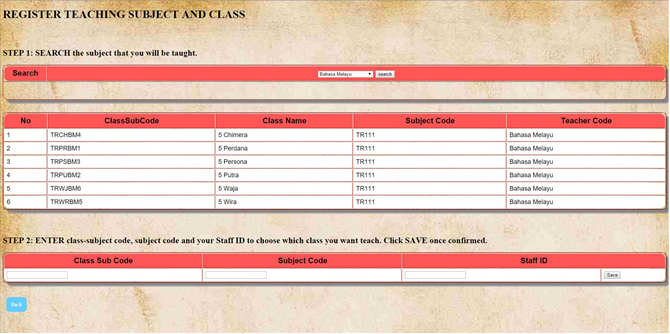 REGISTER TEACHING SUBJECT AND CLASS
STEP 1: SEARCH the subject that you will be taught.
Search Bahasa Melayu search
No ClassSubCode Class Name Subject Code Teacher Code
1 TRCHBM4 5 Chimera TR111 Bahasa Melayu
2 TRPRBM1 5 Perdana TR111 Bahasa Melayu
3 TRPSBM3 5 Persona TR111 Bahasa Melayu
4 TRPUBM2 5 Putra TR111 Bahasa Melayu
5 TRWJBM6 5 Waja TR111 Bahasa Melayu
6 TRWRBM5 5 Wira TR111 Bahasa Melayu
STEP 2: ENTER class-subject code, subject code and your Staff ID to choose which class you want teach. Click SAVE once confirmed.
Class Sub Code Subject Code Staff ID
Save
Back